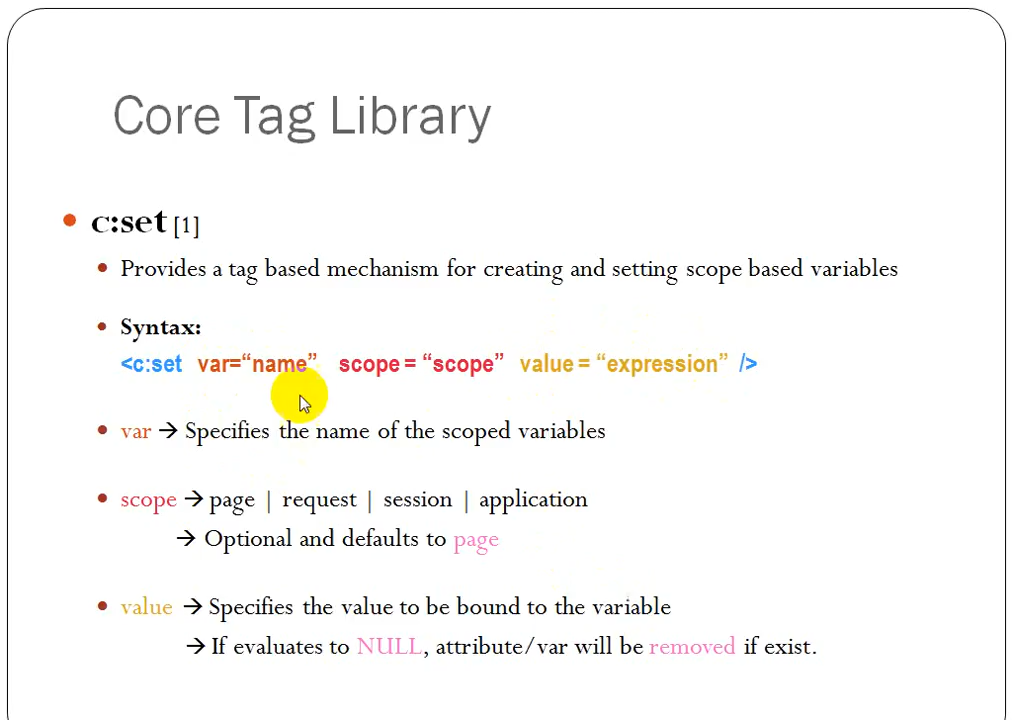 Core Tag Library
• c:set [1]
• Provides a tag based mechanism for creating and setting scope based variables
• Syntax:
<c:set var=“name” scope = “scope” value = “expression” />
• var → Specifies the name of the scoped variables
• scope → page | request | session | application
→ Optional and defaults to page
• value → Specifies the value to be bound to the variable
→ If evaluates to NULL, attribute/var will be removed if exist.